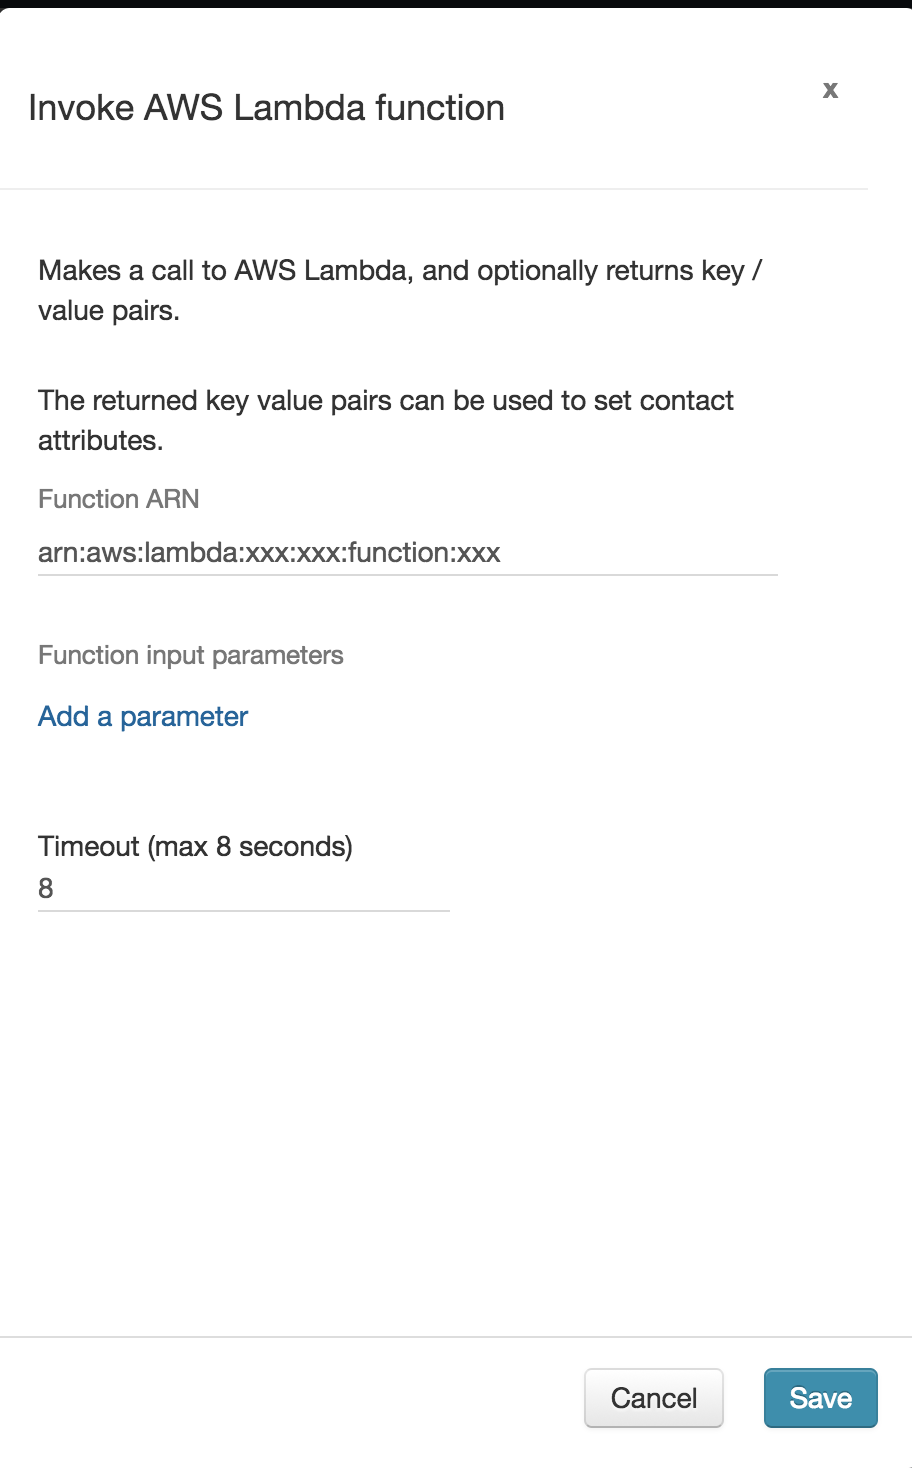 Invoke AWS Lambda function
x
Makes a call to AWS Lambda, and optionally returns key /
value pairs.
The returned key value pairs can be used to set contact
attributes.
Function ARN
arn:aws:lambda:xxx:xxx:function:xxx
Function input parameters
Add a parameter
Timeout (max 8 seconds)
8
Cancel
Save